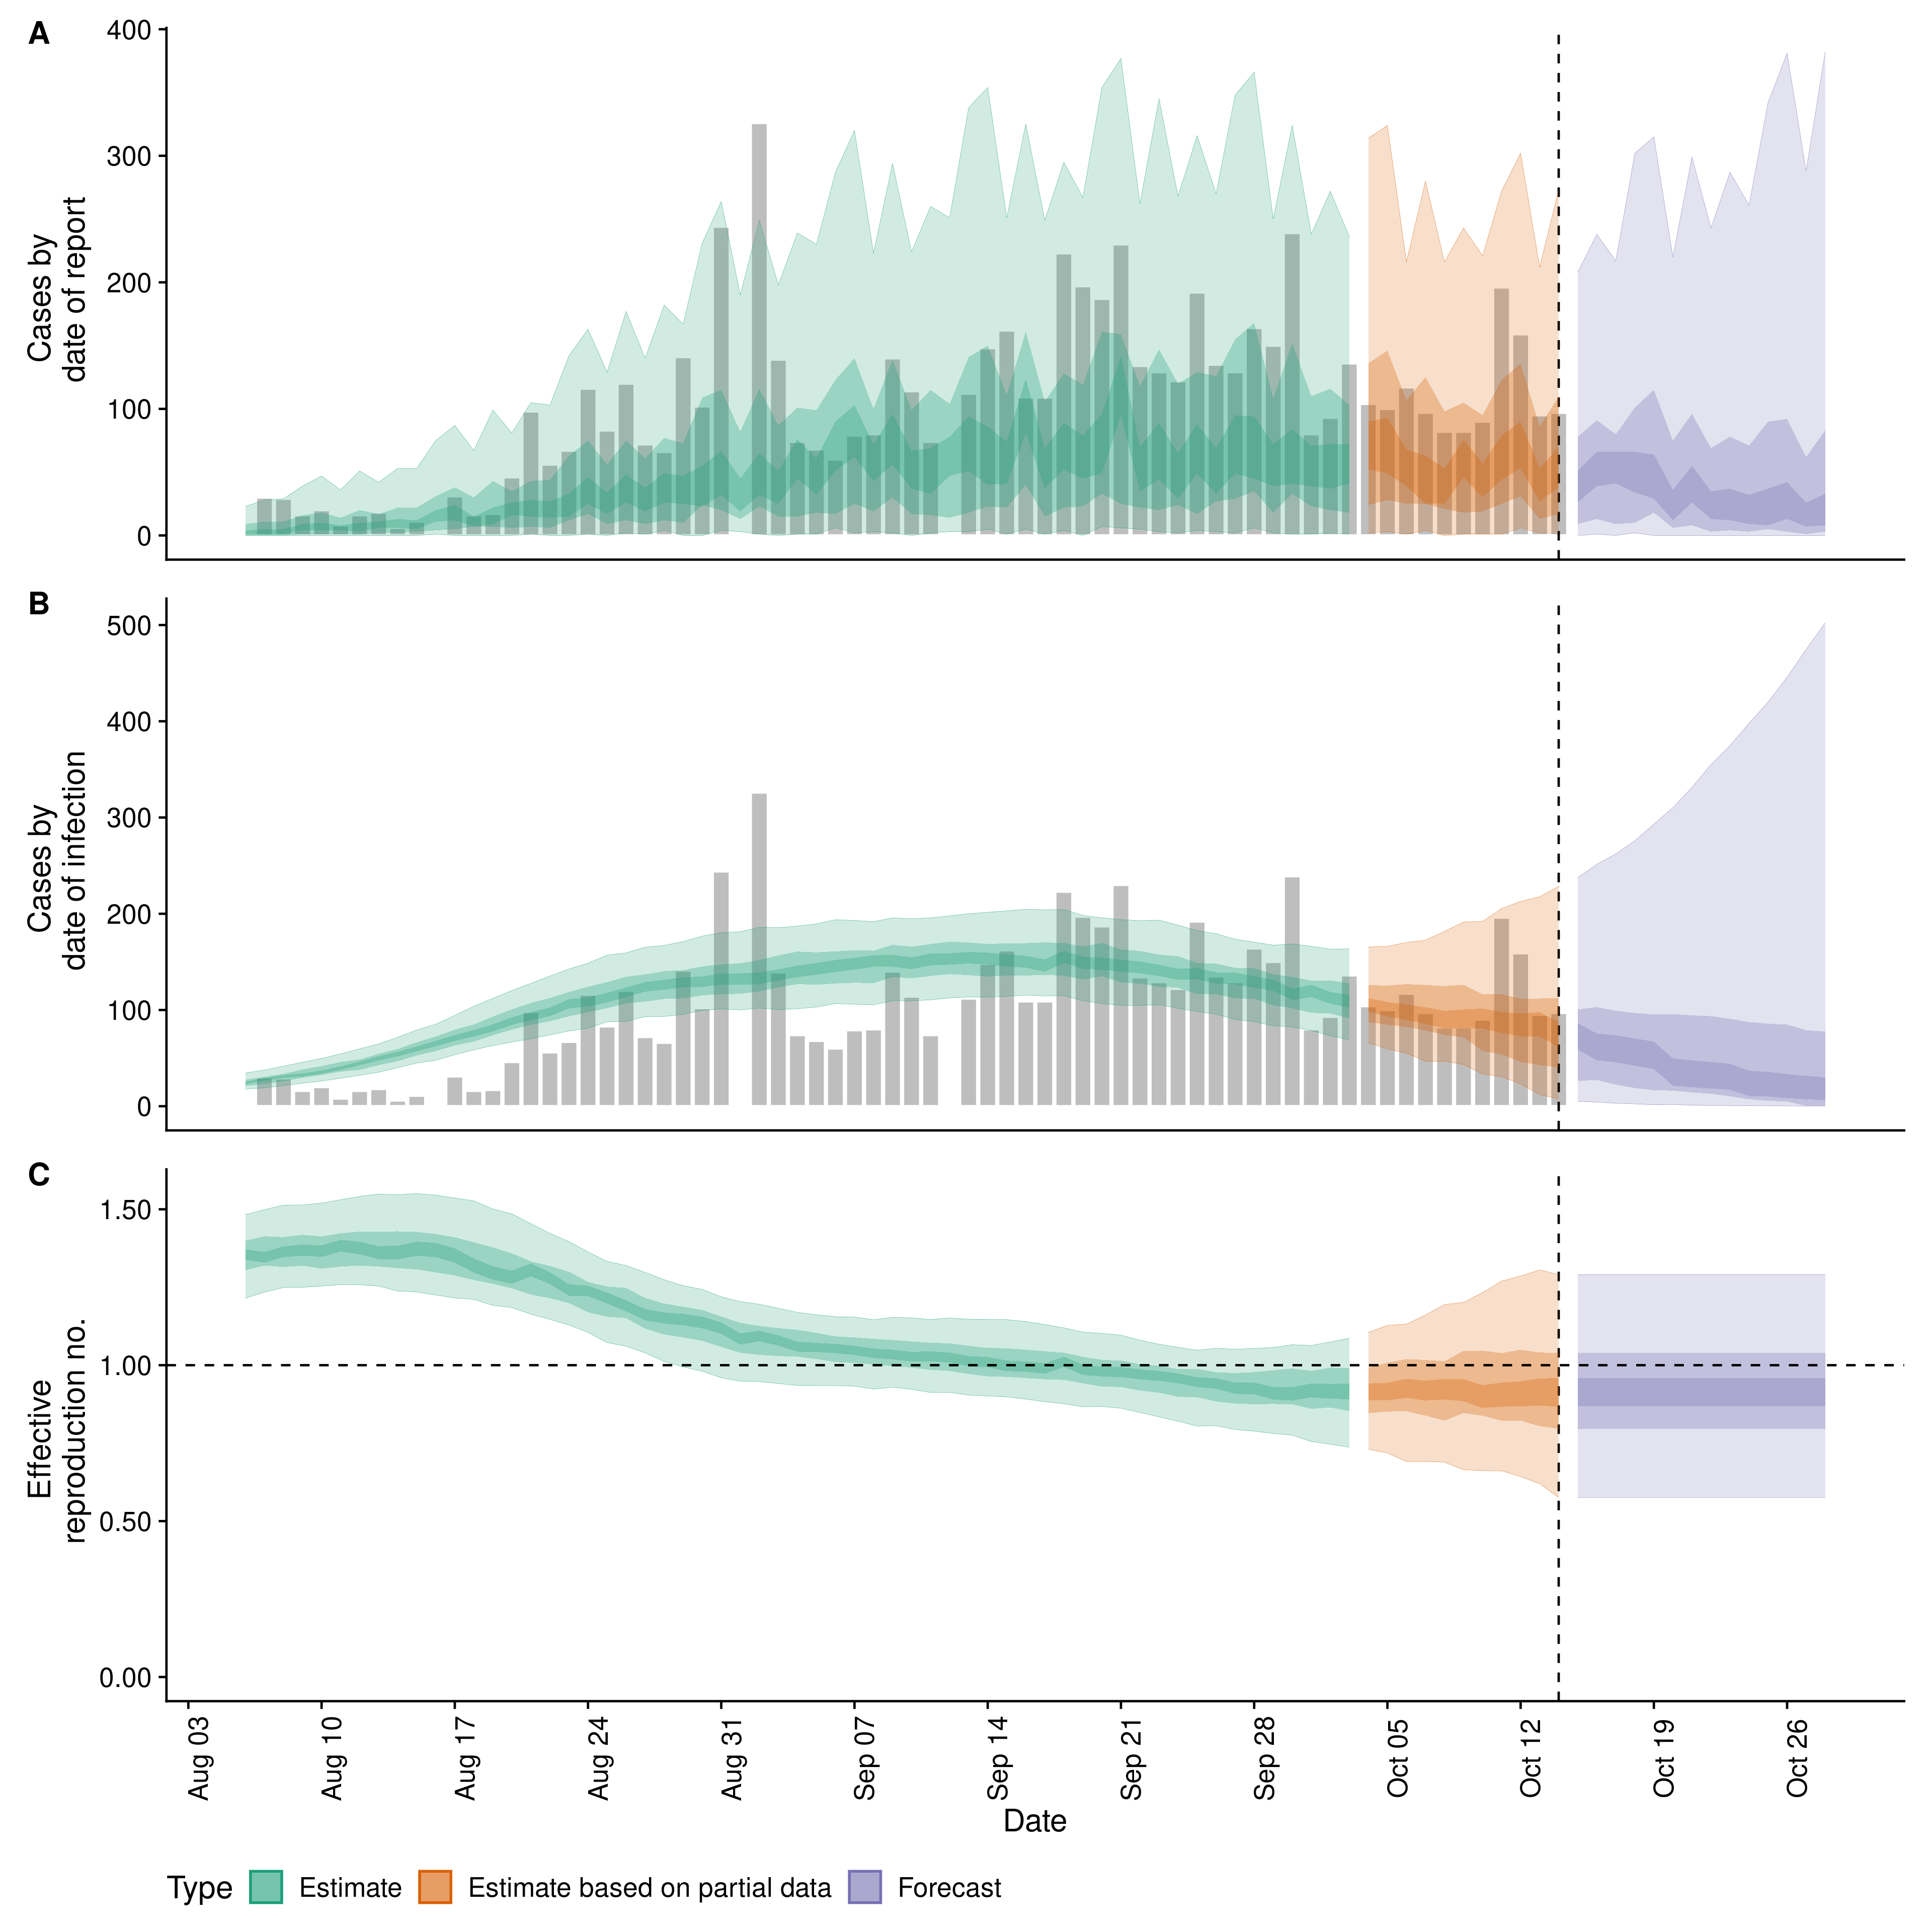 A
400
300
200
100
0
Cases by
date of report
B
500
400
300
200
100
0
Cases by
date of infection
C
1.50
1.00
0.50
0.00
Effective
reproduction no.
Aug 03
Aug 10
Aug 17
Aug 24
Aug 31
Sep 07
Sep 14
Sep 21
Sep 28
Oct 05
Oct 12
Oct 19
Oct 26
Date
Type
Estimate
Estimate based on partial data
Forecast